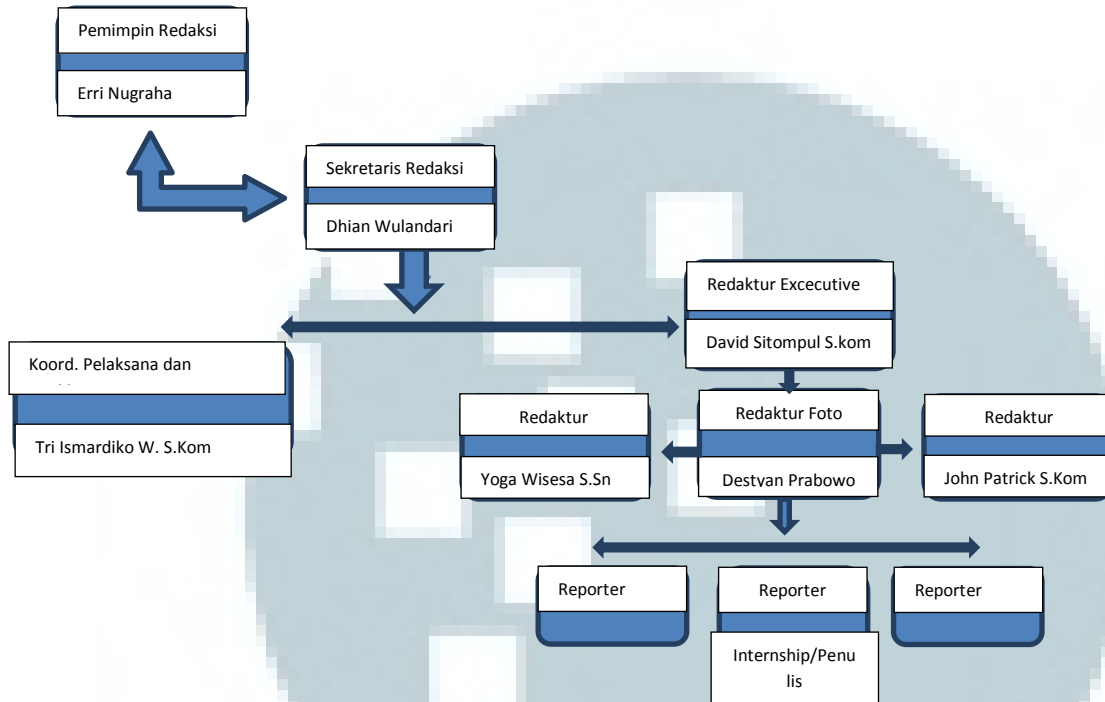 Pemimpin Redaksi
Erri Nugraha
Sekretaris Redaksi
Dhian Wulandari
Redaktur Excecutive
David Sitompul S.kom
Koord. Pelaksana dan
Tri Ismardiko W. S.Kom
Redaktur
Yoga Wisesa S.Sn
Redaktur Foto
Destyan Prabowo
Redaktur
John Patrick S.Kom
Reporter
Reporter
Internship/Penu
lis
Reporter